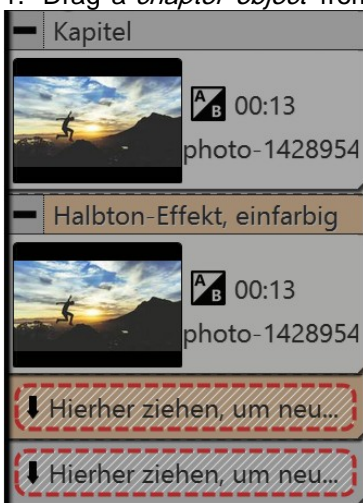 1. Drag a chapter object from
Kapitel
A B 00:13
photo-1428954
Halbton-Effekt, einfarbig
A B 00:13
photo-1428954
Hierher ziehen, um neu...
Hierher ziehen, um neu...